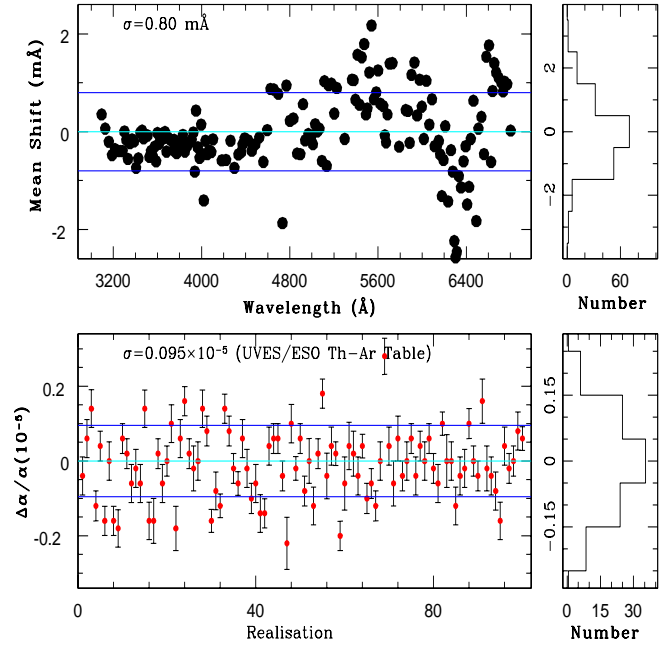 σ=0.80 mÅ
Mean Shift (mÅ)
2
0
-2
3200 4000 4800 5600 6400
Wavelength (Å)
2
0
-2
0 60
Number
σ=0.095×10⁻⁵ (UVES/ESO Th-Ar Table)
Δα/α(10⁻⁵)
0.2
0
-0.2
0 40 80
Realisation
0.15
0
-0.15
0 15 30
Number